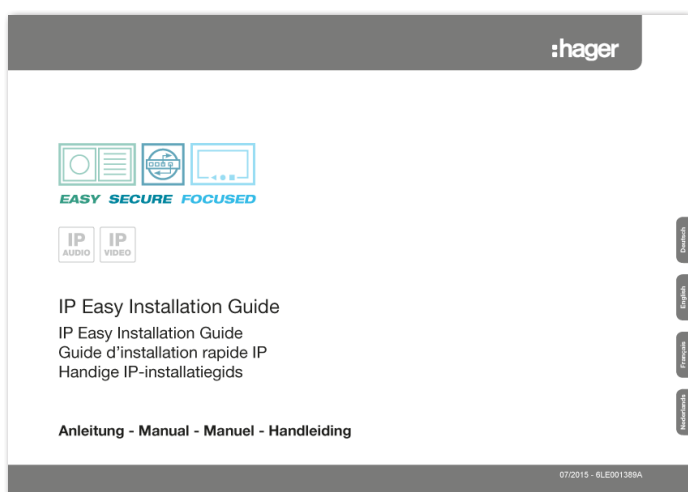 :hager
EASY SECURE FOCUSED
IP
AUDIO
IP
VIDEO
IP Easy Installation Guide
IP Easy Installation Guide
Guide d'installation rapide IP
Handige IP-installatiegids
Anleitung - Manual - Manuel - Handleiding
Deutsch
English
Français
Nederlands
07/2015 - 6LE001389A